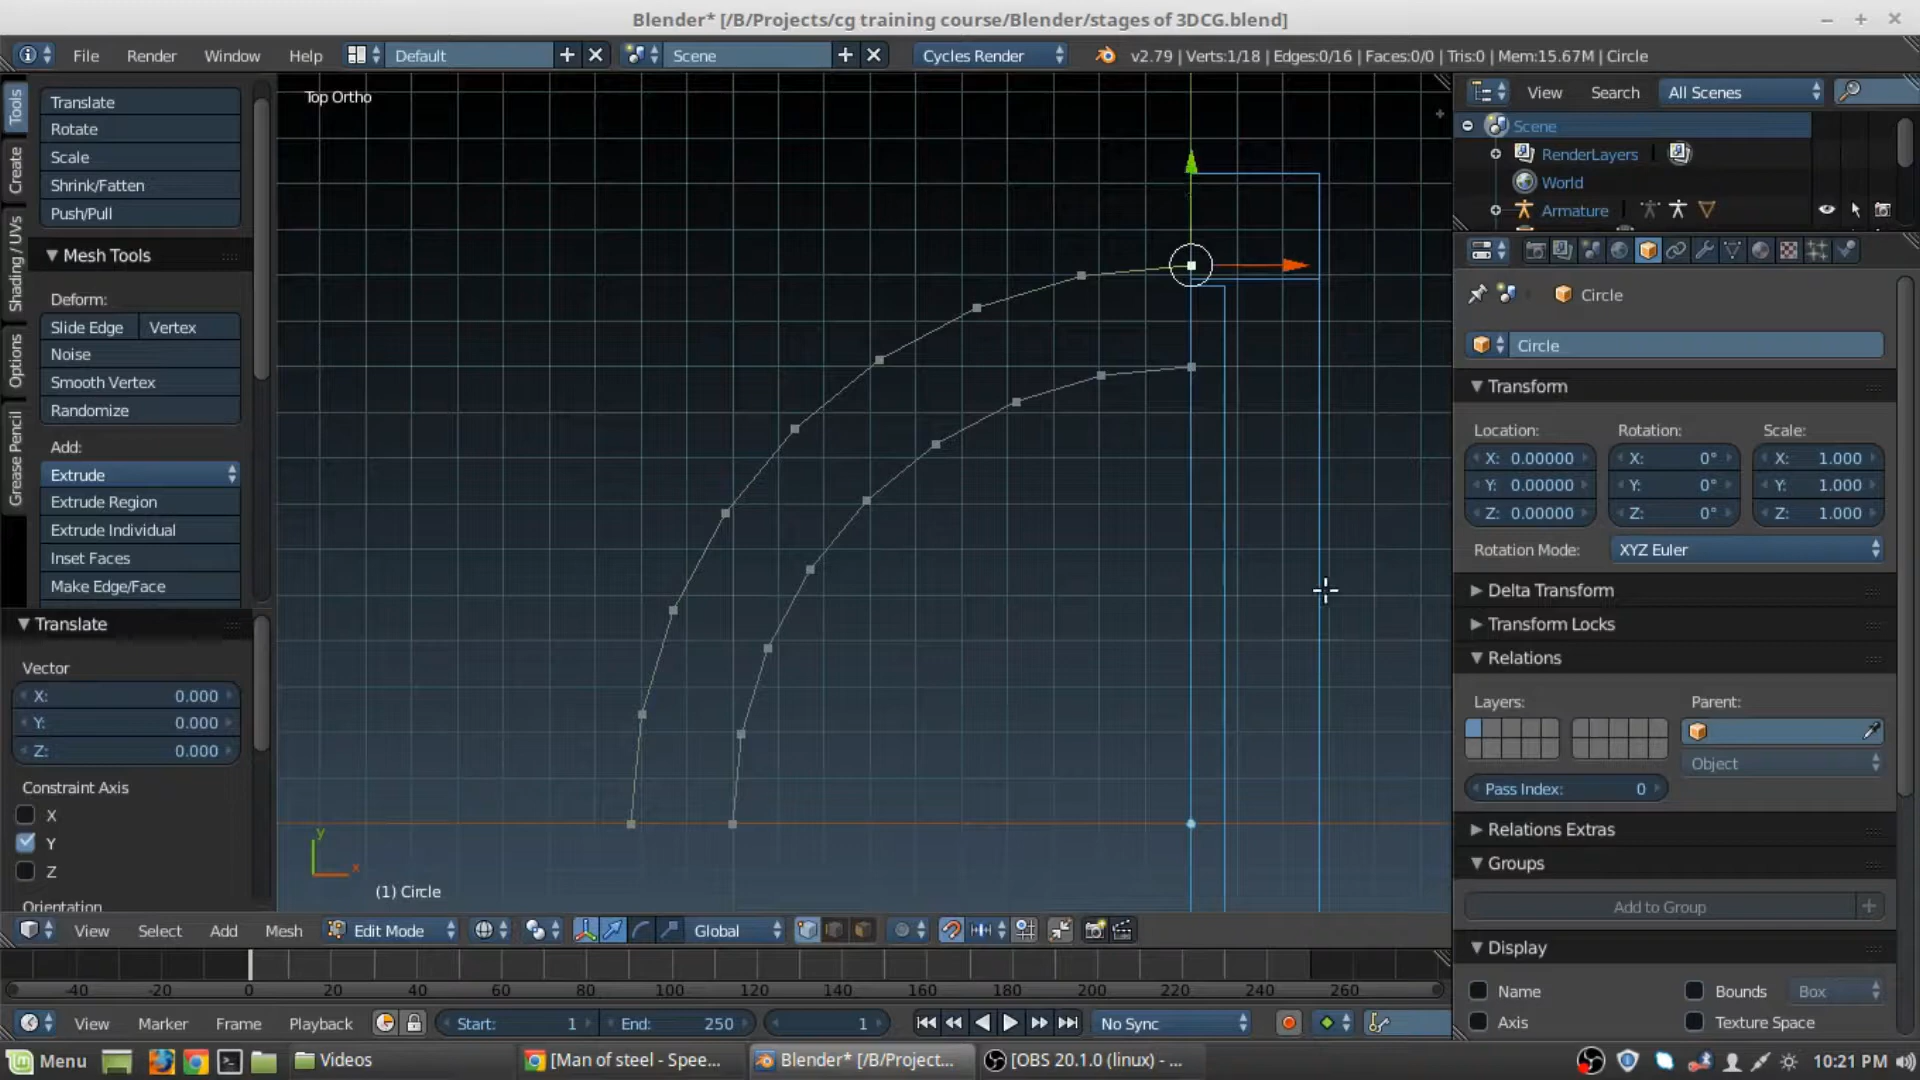 Blender* [/B/Projects/cg training course/Blender/stages of 3DCG.blend]
File Render Window Help Default Scene Cycles Render v2.79 | Verts:1/18 | Edges:0/16 | Faces:0/0 | Tris:0 | Mem:15.67M | Circle
Tools
Create
Shading / UVs
Options
Grease Pencil
Translate
Rotate
Scale
Shrink/Fatten
Push/Pull
Mesh Tools
Deform:
Slide Edge Vertex
Noise
Smooth Vertex
Randomize
Add:
Extrude
Extrude Region
Extrude Individual
Inset Faces
Make Edge/Face
Translate
Vector
X: 0.000
Y: 0.000
Z: 0.000
Constraint Axis
X
Y
Z
Orientation
Top Ortho
y
x
(1) Circle
View Search All Scenes
Scene
RenderLayers
World
Armature
Circle
Circle
Transform
Location: Rotation: Scale:
X: 0.00000 X: 0° X: 1.000
Y: 0.00000 Y: 0° Y: 1.000
Z: 0.00000 Z: 0° Z: 1.000
Rotation Mode: XYZ Euler
Delta Transform
Transform Locks
Relations
Layers: Parent:
Object
Pass Index: 0
Relations Extras
Groups
Add to Group
Display
Name Bounds Box
Axis Texture Space
View Select Add Mesh Edit Mode Global
-40 -20 0 20 40 60 80 100 120 140 160 180 200 220 240 260
View Marker Frame Playback Start: 1 End: 250 1 No Sync
Menu Videos [Man of steel - Spee... Blender* [/B/Project... [OBS 20.1.0 (linux) - ... 10:21 PM